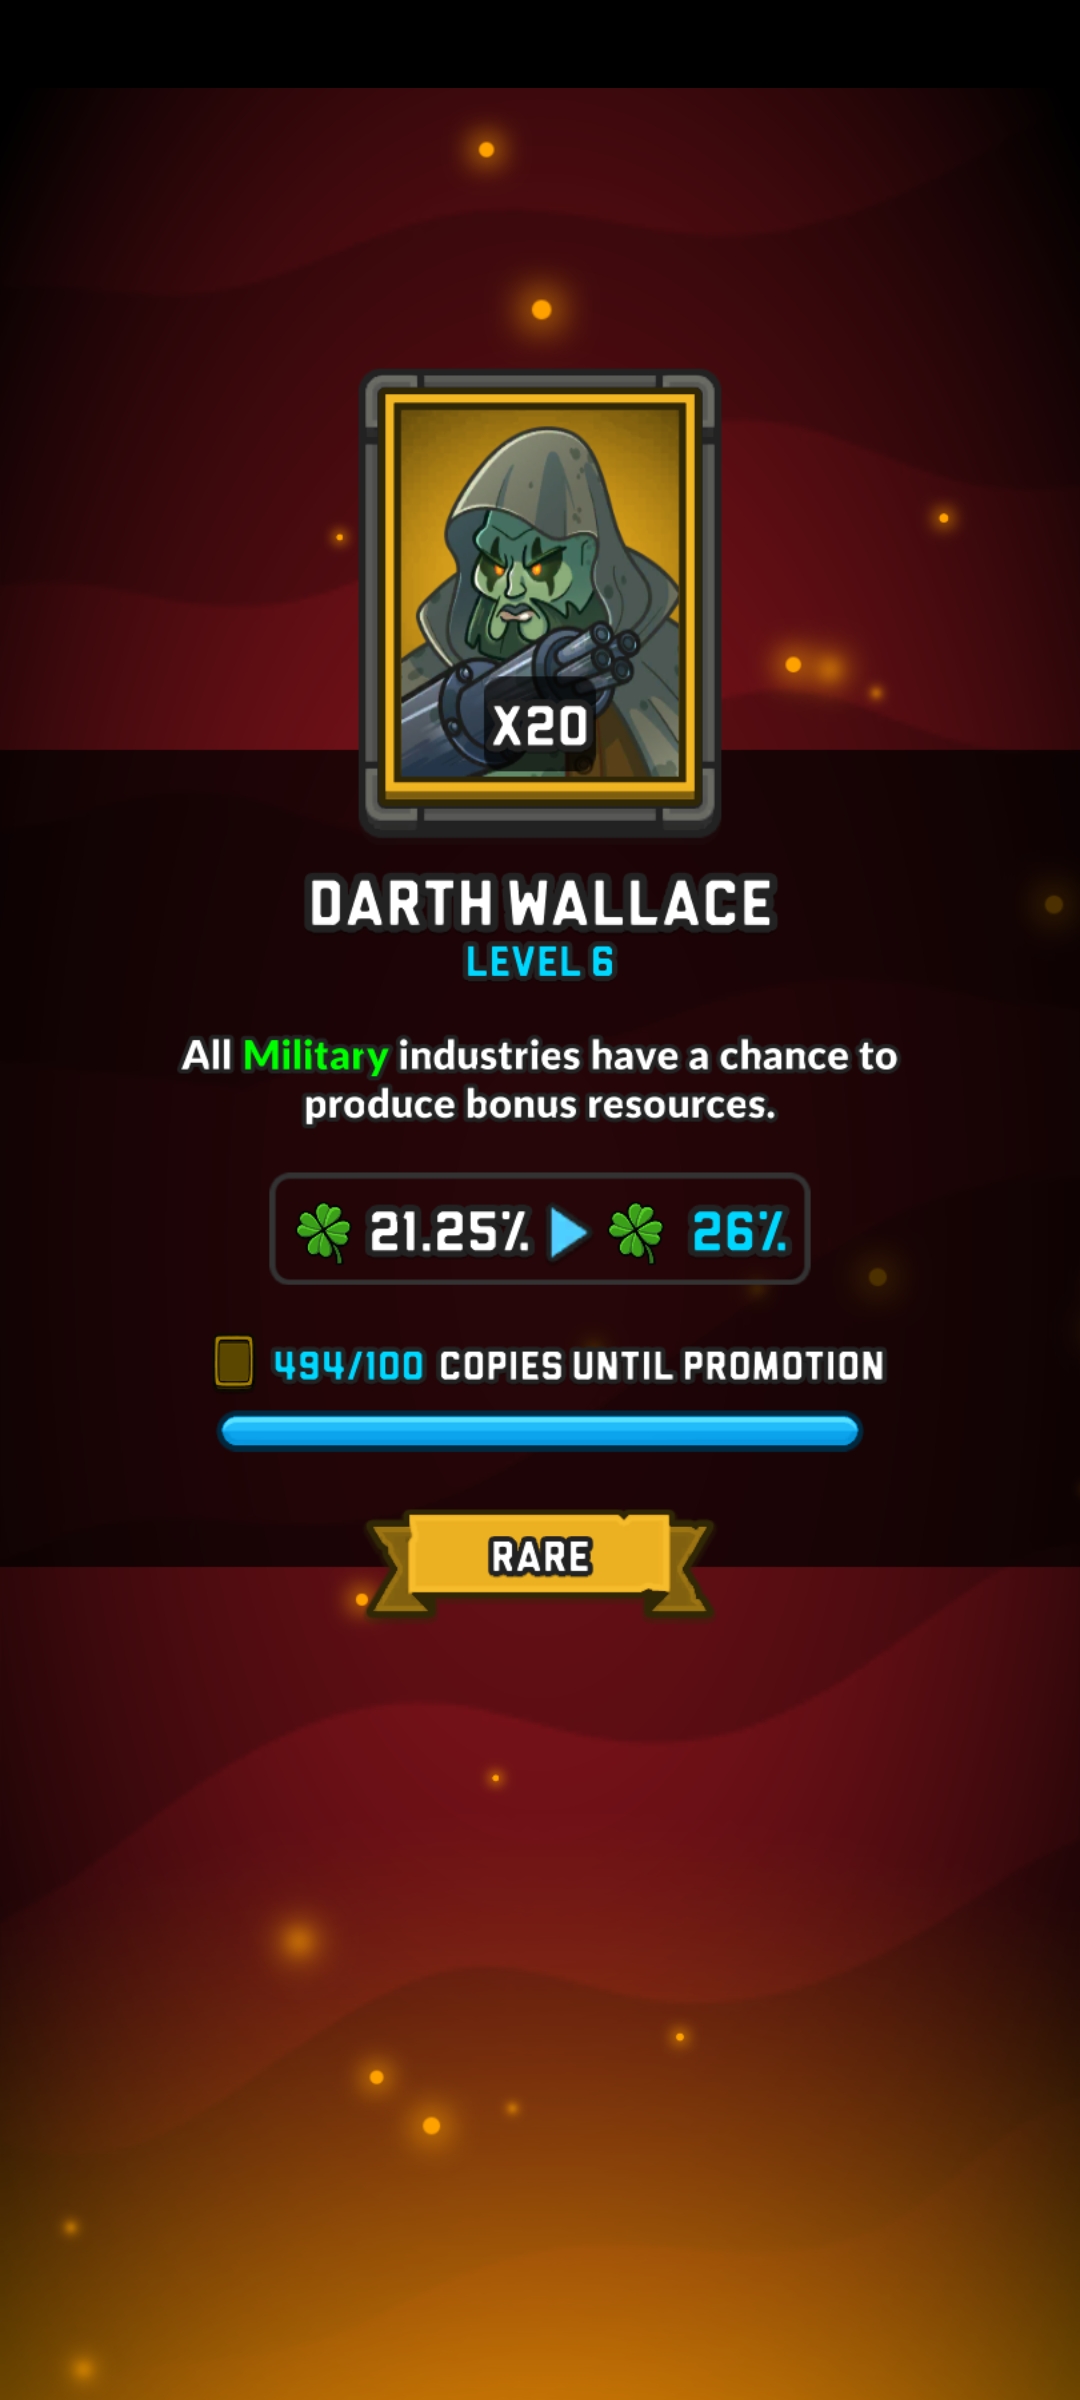 X20
DARTH WALLACE
LEVEL 6
All Military industries have a chance to
produce bonus resources.
21.25% 26%
494/100 COPIES UNTIL PROMOTION
RARE